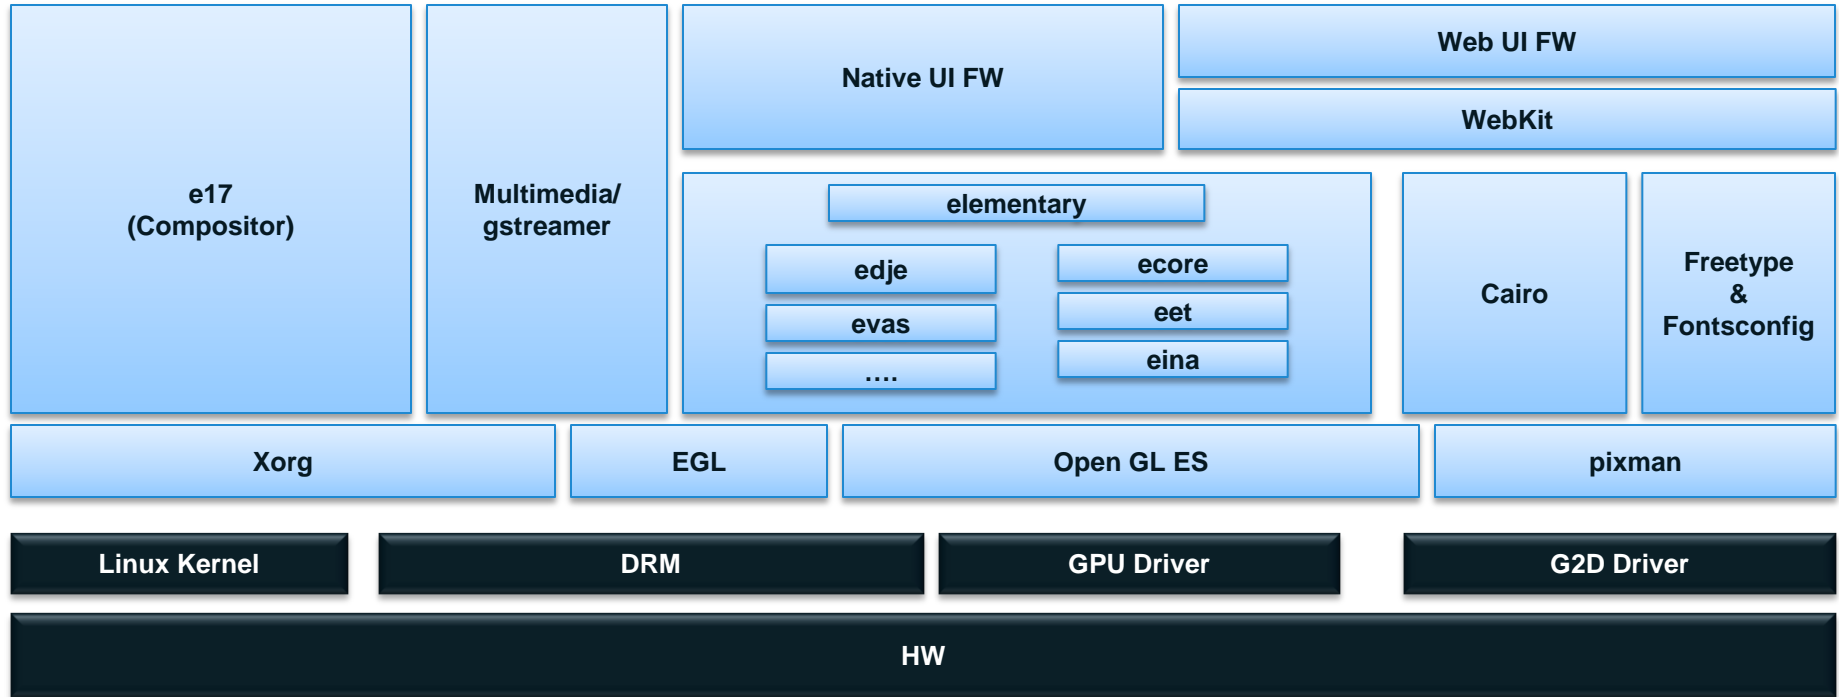 Web UI FW
Native UI FW
WebKit
e17
(Compositor)
Multimedia/
gstreamer
elementary
edje
ecore
evas
eet
....
eina
Cairo
Freetype
&
Fontsconfig
Xorg
EGL
Open GL ES
pixman
Linux Kernel
DRM
GPU Driver
G2D Driver
HW